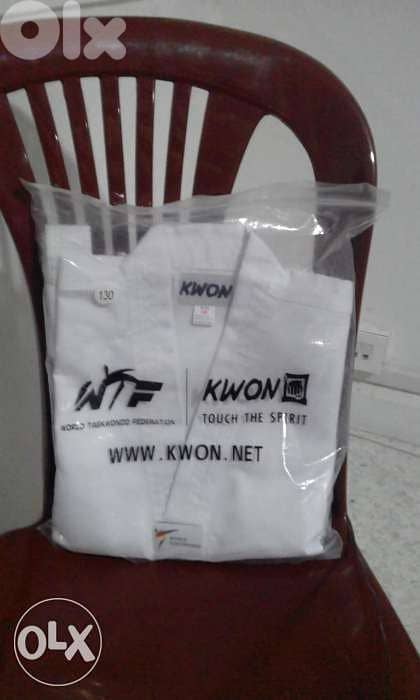 OLX
130
KWON
WTF
WORLD TAEKWONDO FEDERATION
KWON
TOUCH THE SPIRIT
WWW.KWON.NET
OLX